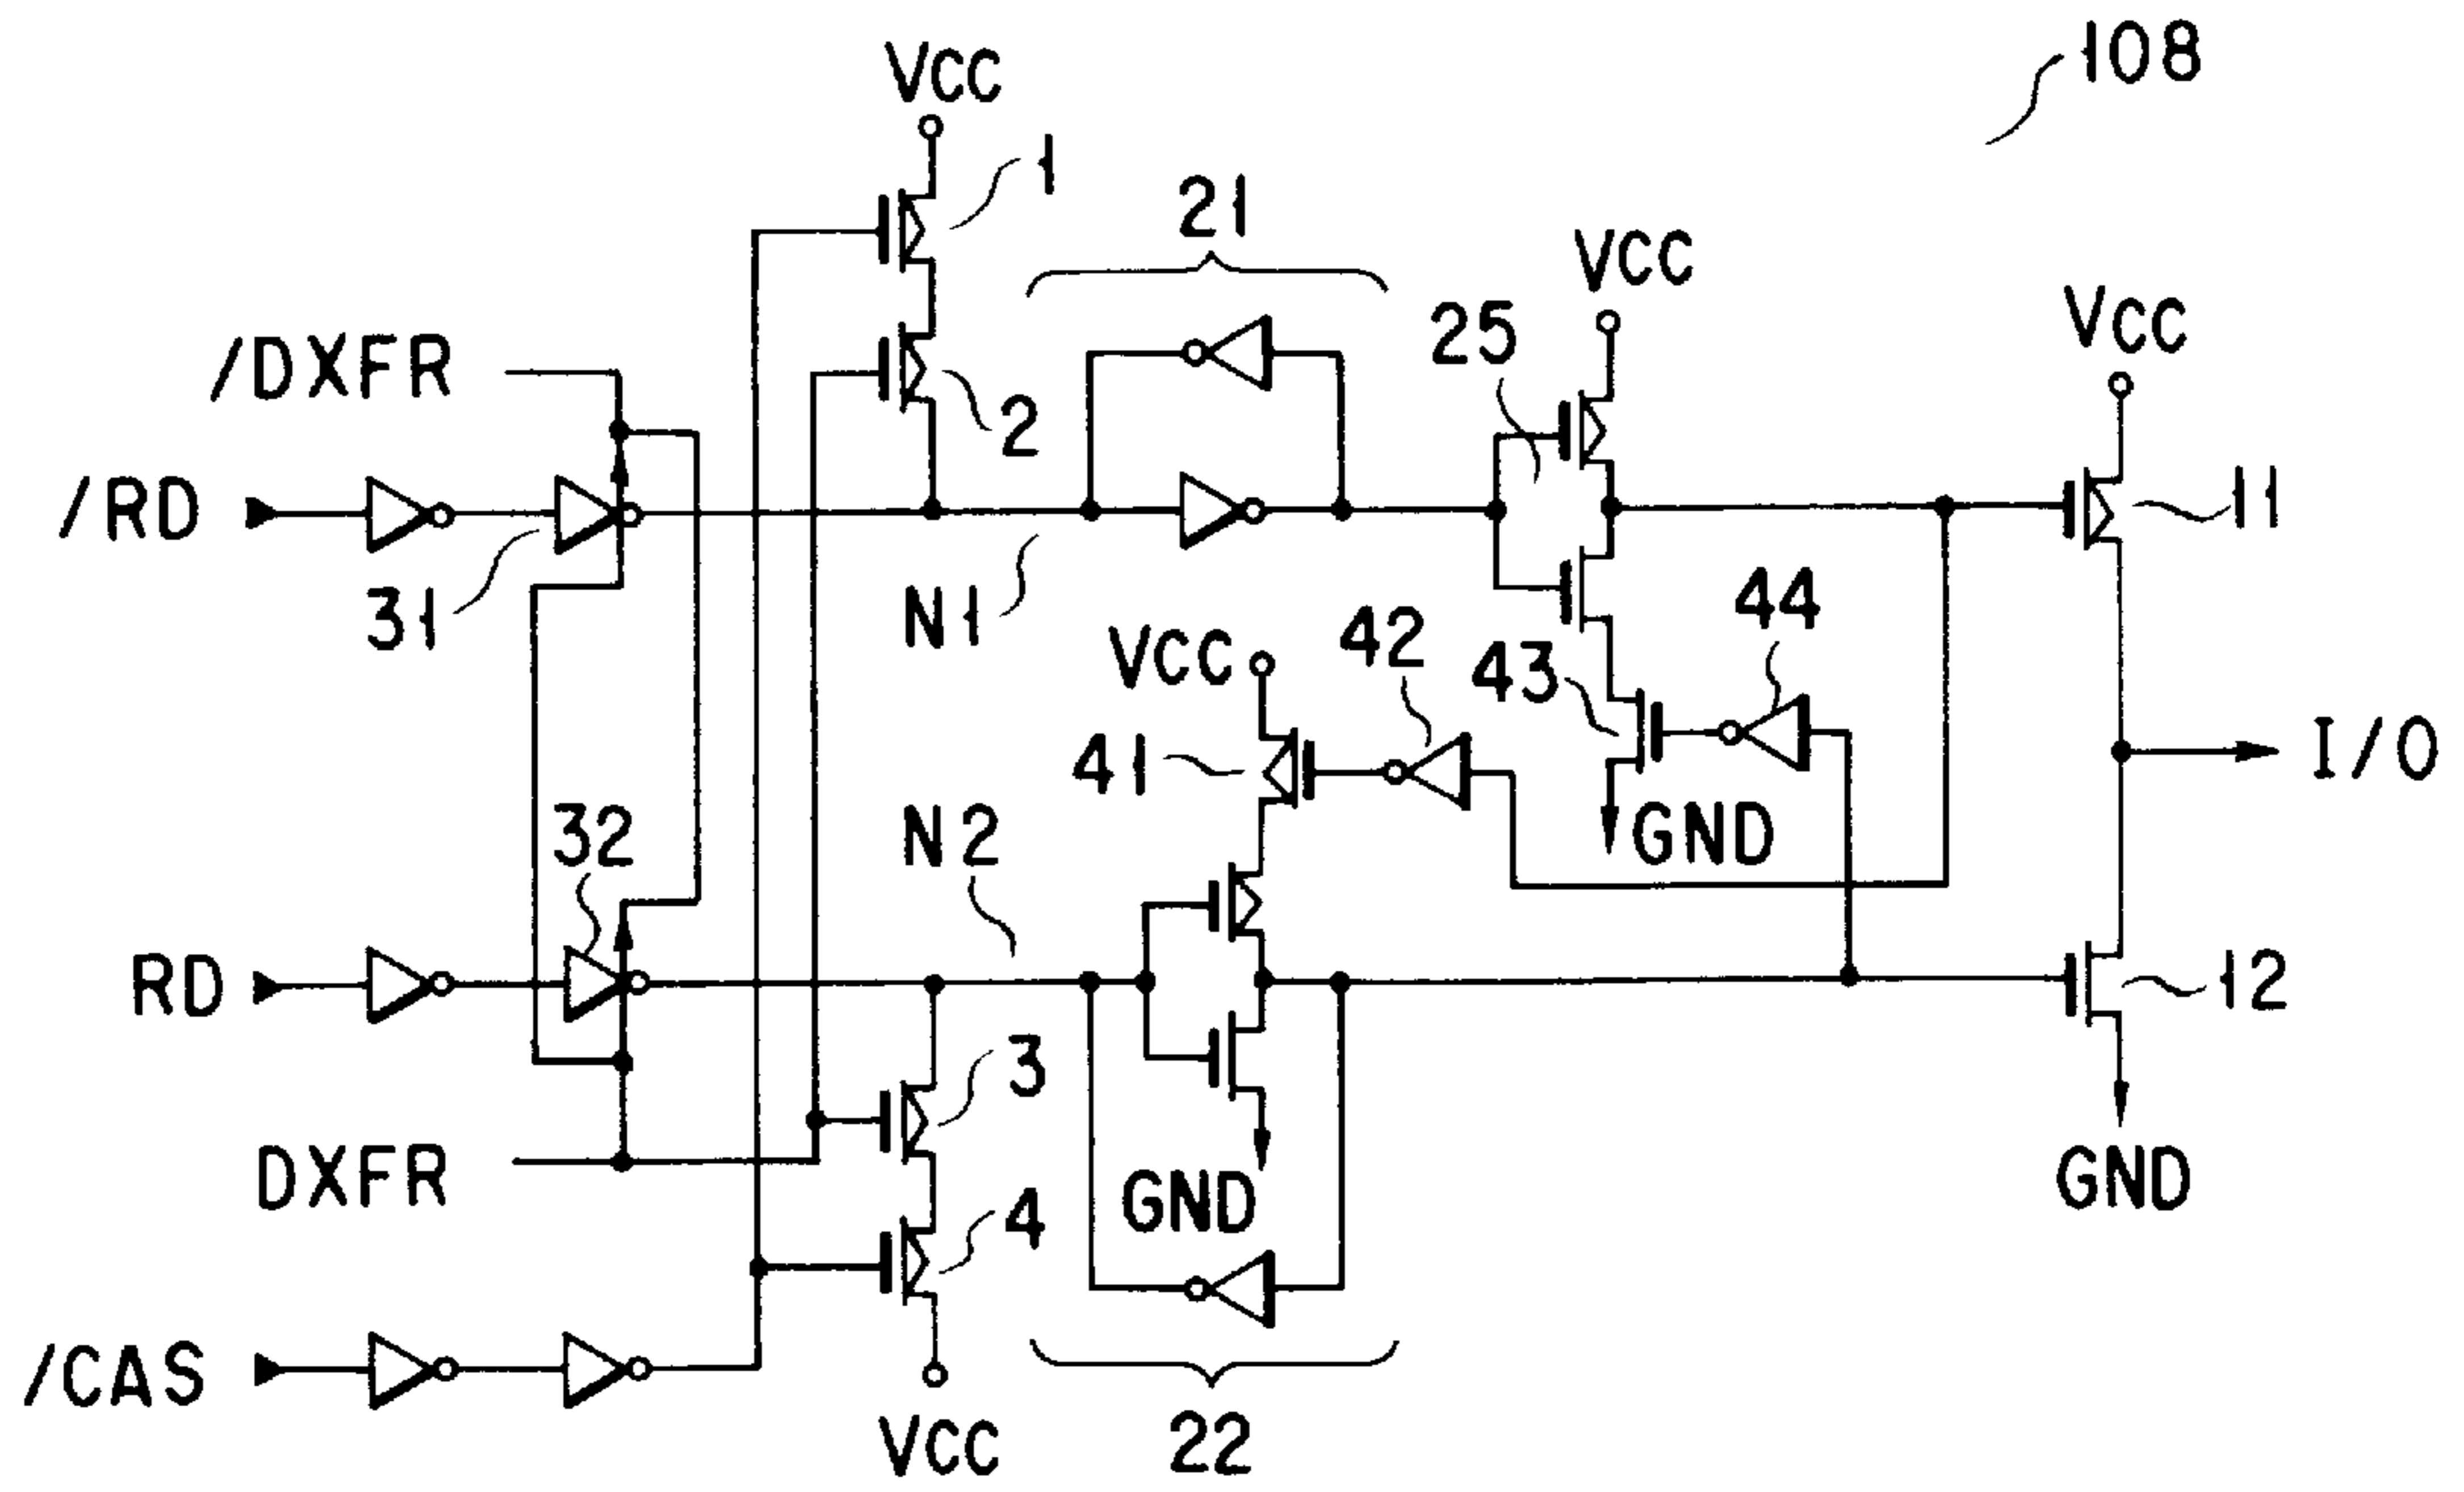 108
VCC
1
21
VCC
25
VCC
/DXFR
2
/RD
11
31
N1
VCC
42
43
44
41
I/O
GND
32
N2
RD
12
3
DXFR
GND
GND
4
/CAS
VCC
22